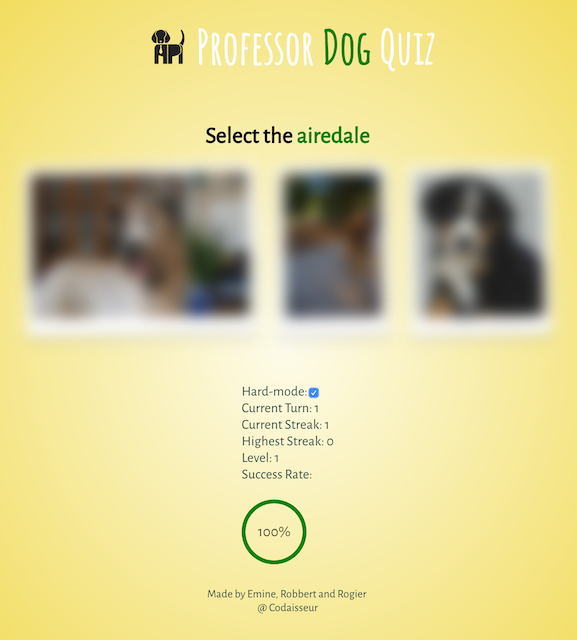 API Professor Dog Quiz
Select the airedale
Hard-mode:
Current Turn: 1
Current Streak: 1
Highest Streak: 0
Level: 1
Success Rate:
100%
Made by Emine, Robbert and Rogier
@ Codaisseur